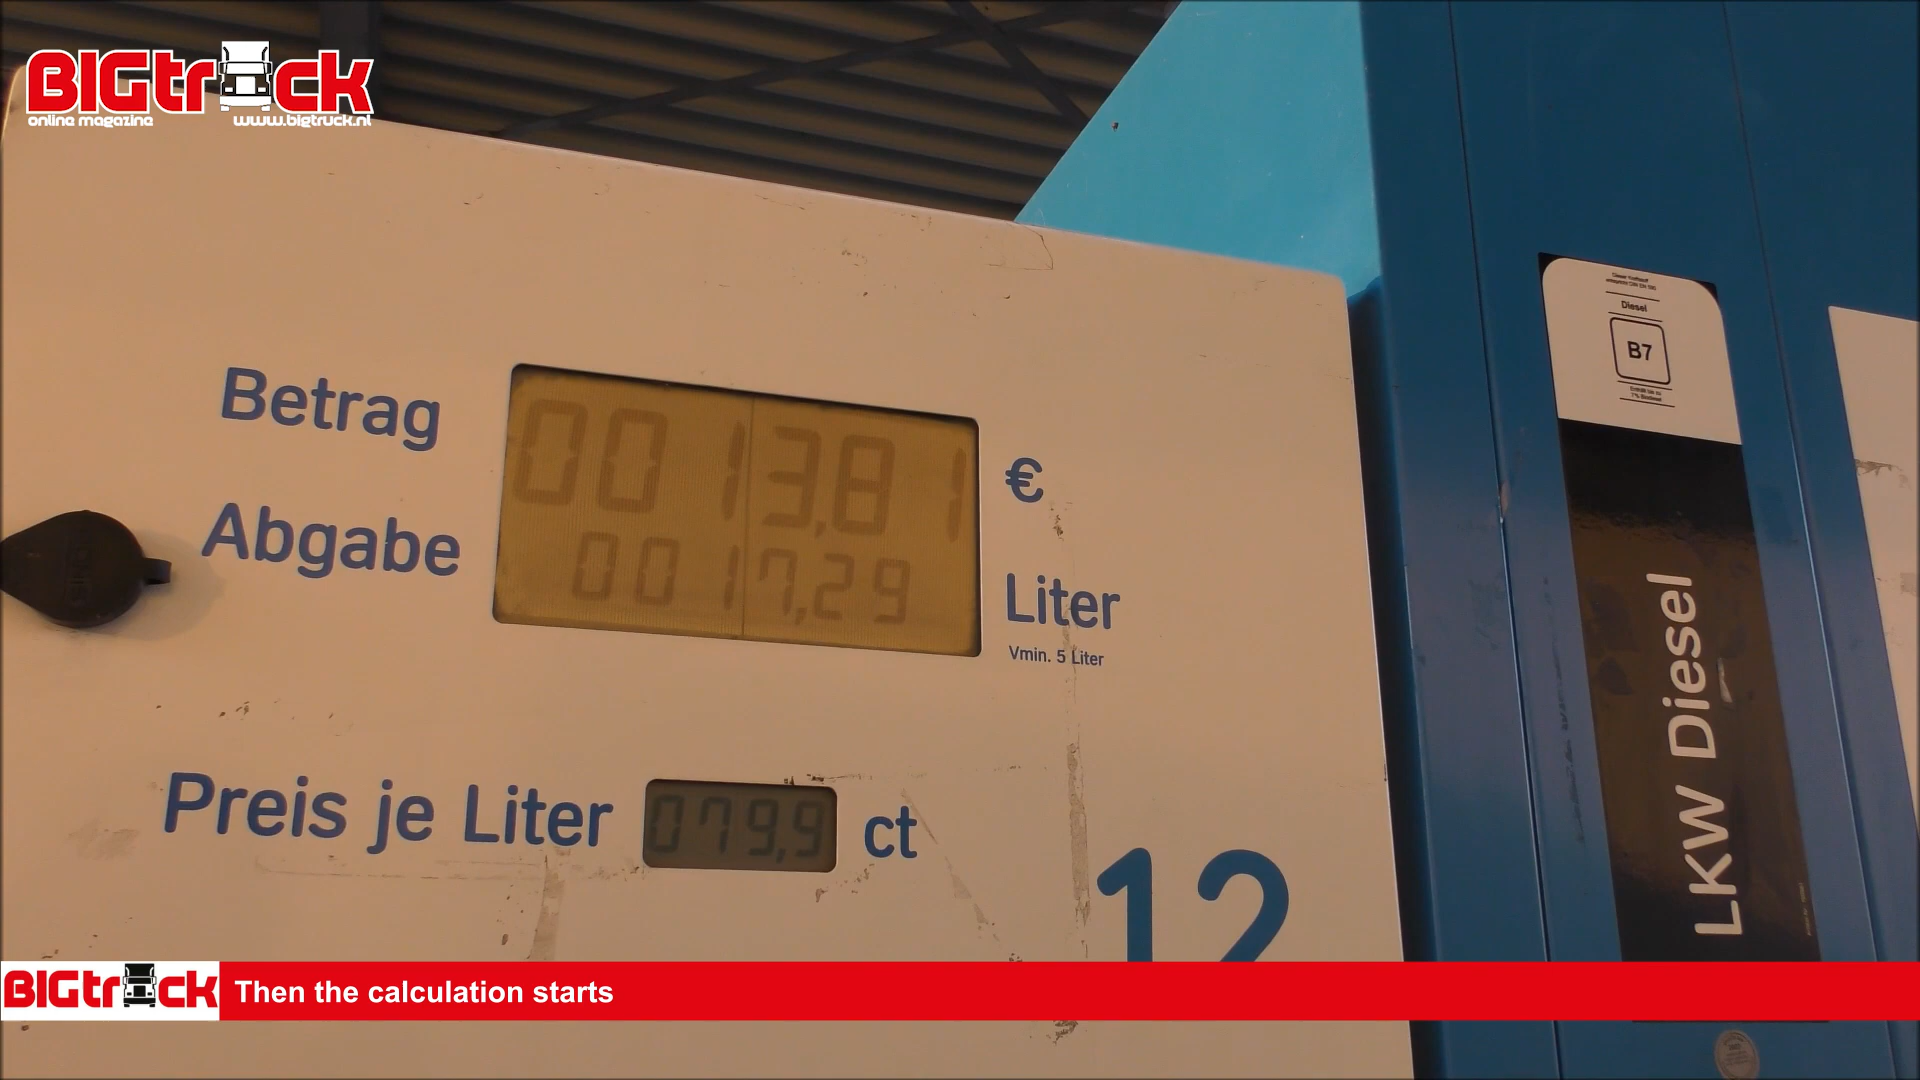 BIGtruck
online magazine www.bigtruck.nl
Betrag 0013,81 €
Abgabe 0017,29 Liter
Vmin. 5 Liter
Preis je Liter 079,9 ct
12
Diesel
B7
LKW Diesel
BIGtruck Then the calculation starts